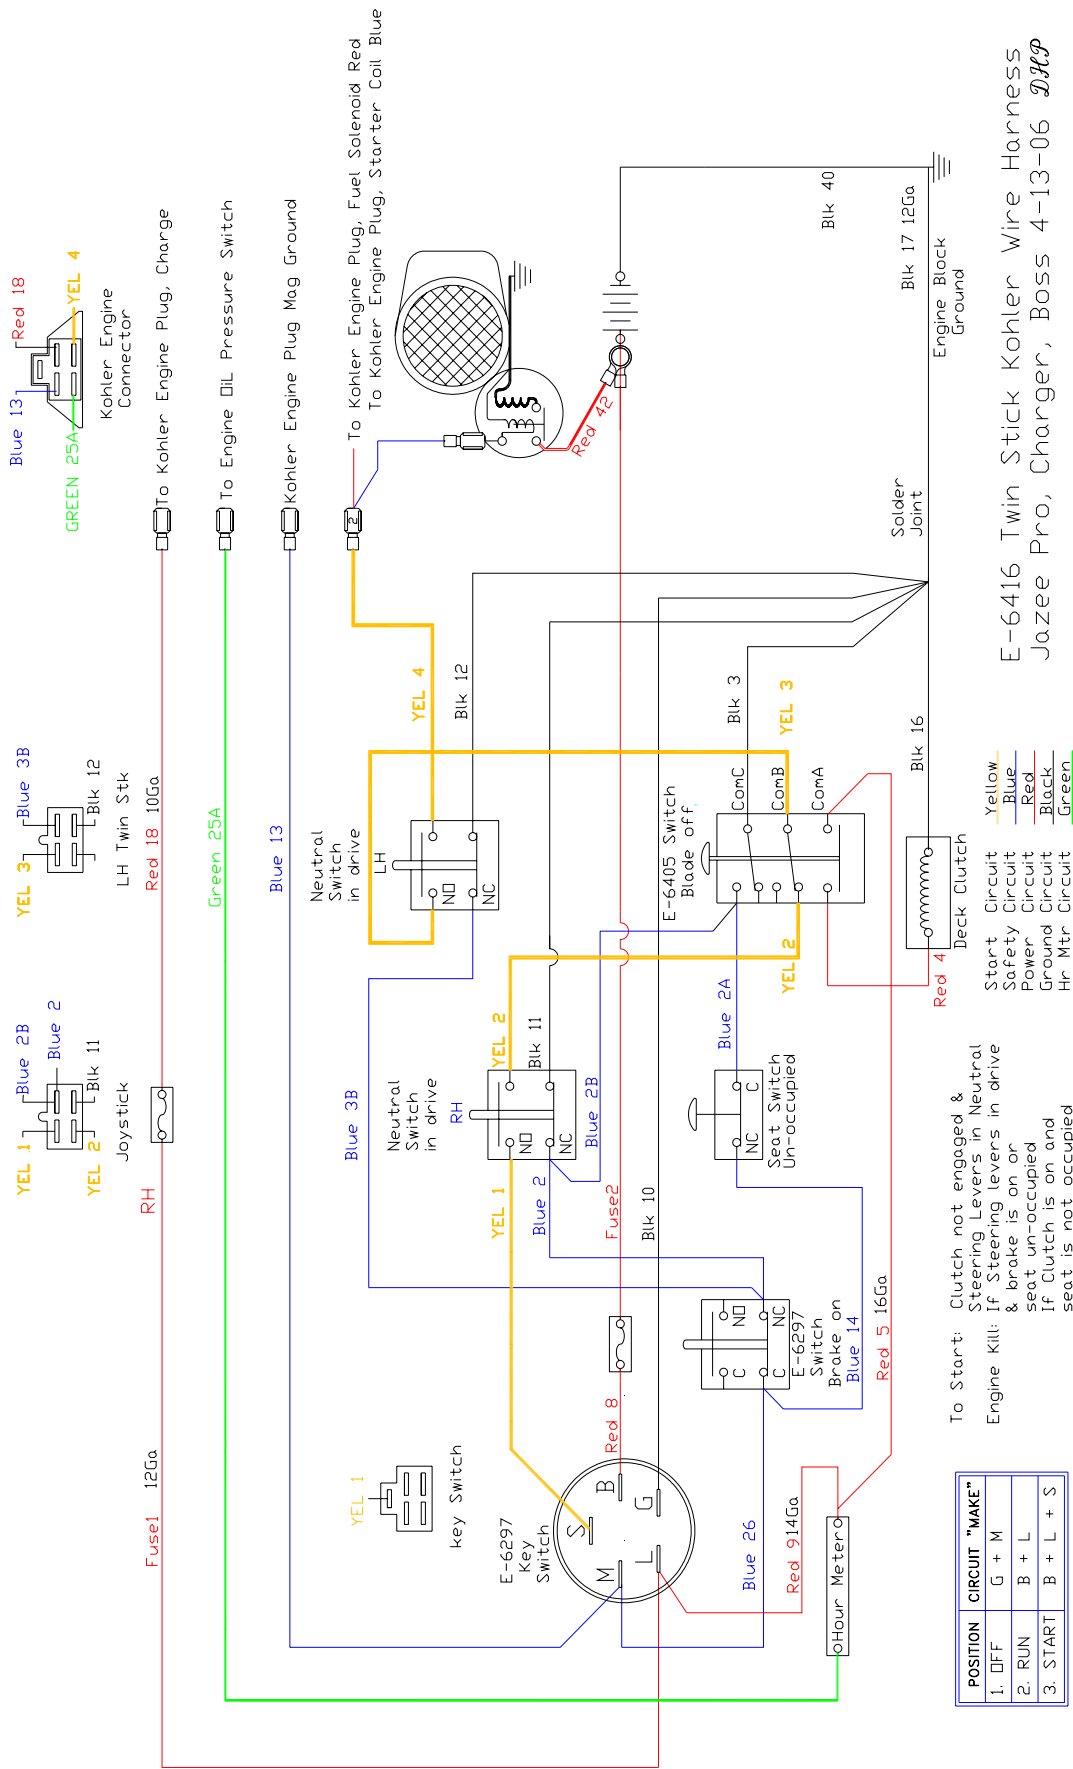 Blue 13
Red 18
GREEN 25A
YEL 4
Kohler Engine
Connector
YEL 3
Blue 3B
Blk 12
LH Twin Stk
YEL 1
Blue 2B
Blue 2
YEL 2
Blk 11
Joystick
RH
Fuse1
12Ga
Red 18
10Ga
To Kohler Engine Plug, Charge
Green 25A
To Engine OiL Pressure Switch
Blue 13
Kohler Engine Plug Mag Ground
2
To Kohler Engine Plug, Fuel Solenoid Red
To Kohler Engine Plug, Starter Coil Blue
YEL 4
Blk 12
Neutral
Switch
in drive
LH
NO
NC
Blue 3B
Neutral
Switch
in drive
RH
NO
NC
YEL 1
YEL 2
Blk 11
Blue 2
Blue 2B
YEL 1
key Switch
E-6297
Key
Switch
M
S
B
L
G
Red 8
Fuse2
Blk 10
Red 42
Blk 40
Blk 17 12Ga
Engine Block
Ground
Solder
Joint
E-6405 Switch
Blade off
ComC
ComB
ComA
Blk 3
YEL 3
YEL 2
Blue 2A
Seat Switch
Un-occupied
NC
C
C
NO
C
NC
E-6297
Switch
Brake on
Blue 14
Blue 26
Red 9
14Ga
Red 5
16Ga
Hour Meter
Blk 16
Red 4
Deck Clutch
Start Circuit Yellow
Safety Circuit Blue
Power Circuit Red
Ground Circuit Black
Hr Mtr Circuit Green
To Start: Clutch not engaged &
Steering Levers in Neutral
Engine Kill: If Steering levers in drive
& brake is on or
seat un-occupied
If Clutch is on and
seat is not occupied
POSITION CIRCUIT "MAKE"
1. OFF G + M
2. RUN B + L
3. START B + L + S
E-6416 Twin Stick Kohler Wire Harness
Jazee Pro, Charger, Boss 4-13-06 DHP